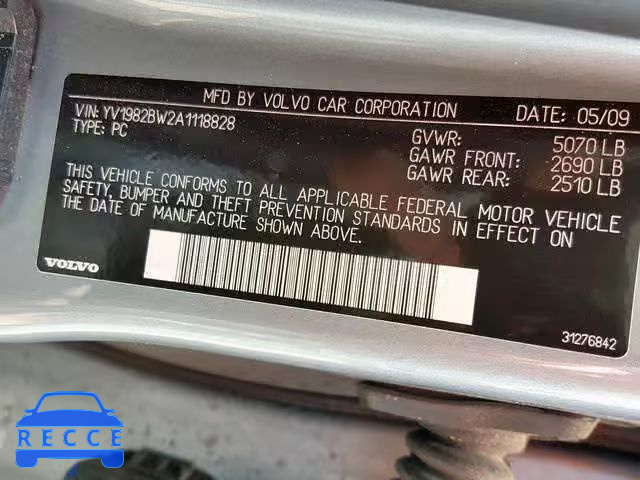 MFD BY VOLVO CAR CORPORATION DATE: 05/09
VIN: YV1982BW2A1118828
TYPE: PC
GVWR: 5070 LB
GAWR FRONT: 2690 LB
GAWR REAR: 2510 LB
THIS VEHICLE CONFORMS TO ALL APPLICABLE FEDERAL MOTOR VEHICLE
SAFETY, BUMPER AND THEFT PREVENTION STANDARDS IN EFFECT ON
THE DATE OF MANUFACTURE SHOWN ABOVE.
VOLVO
31276842
RECCE